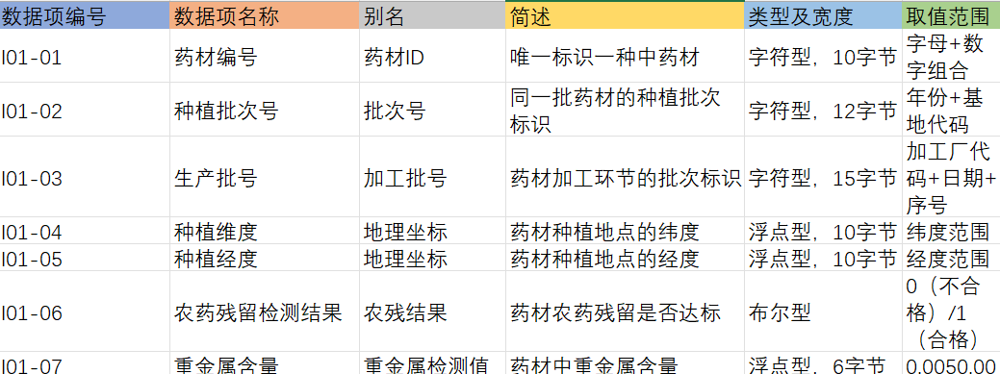 数据项编号 数据项名称 别名 简述 类型及宽度 取值范围
I01-01 药材编号 药材ID 唯一标识一种中药材 字符型，10字节 字母+数
字组合
I01-02 种植批次号 批次号 同一批药材的种植批次
标识 字符型，12字节 年份+基
地代码
I01-03 生产批号 加工批号 药材加工环节的批次标识 字符型，15字节 加工厂代
码+日期+
序号
I01-04 种植维度 地理坐标 药材种植地点的纬度 浮点型，10字节 纬度范围
I01-05 种植经度 地理坐标 药材种植地点的经度 浮点型，10字节 经度范围
I01-06 农药残留检测结果 农残结果 药材农药残留是否达标 布尔型 0（不合
格）/1
（合格）
I01-07 重金属含量 重金属检测值 药材中重金属含量 浮点型，6字节 0.0050.00